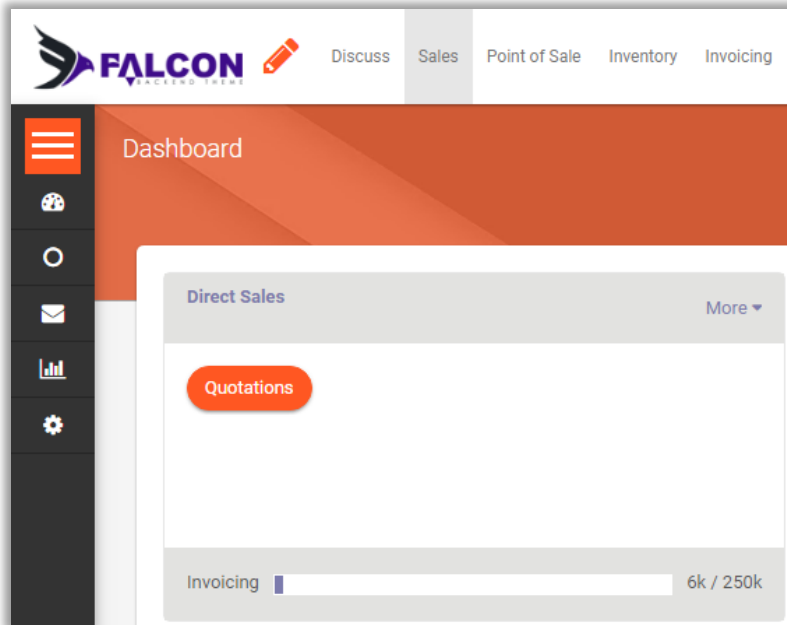 FALCON
BACKEND THEME
Discuss Sales Point of Sale Inventory Invoicing
Dashboard
Direct Sales
More
Quotations
Invoicing 6k / 250k